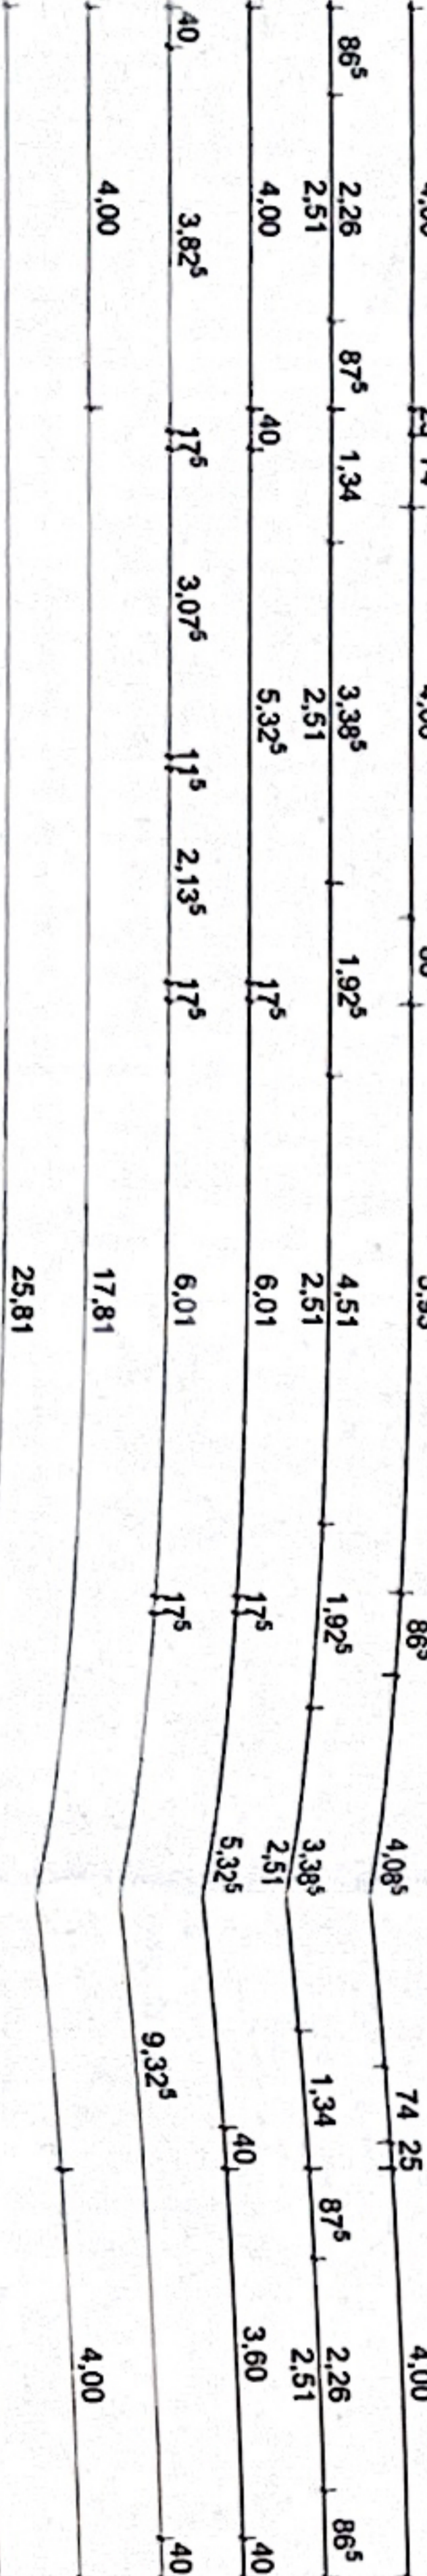 86⁵ 4,08⁵ 74 25 4,00
86⁵ 2,26 87⁵ 1,34 3,38⁵ 1,92⁵ 4,51 1,92⁵ 3,38⁵ 1,34 87⁵ 2,26 86⁵
2,51 2,51 2,51 2,51 2,51
4,00 40 5,32⁵ 17⁵ 6,01 17⁵ 5,32⁵ 40 3,60 40
40 3,82⁵ 17⁵ 3,07⁵ 11⁵ 2,13⁵ 17⁵ 6,01 17⁵ 9,32⁵ 40
4,00 17,81 4,00
25,81